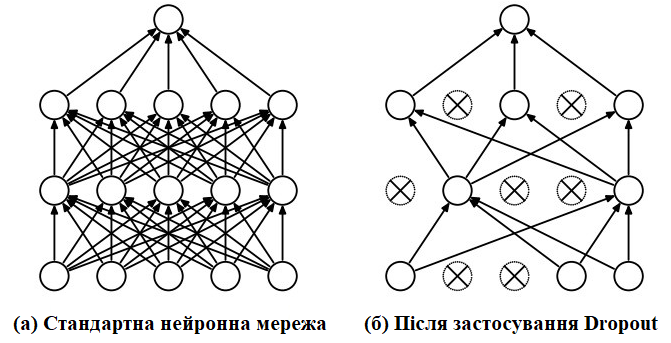 (а) Стандартна нейронна мережа
(б) Після застосування Dropout